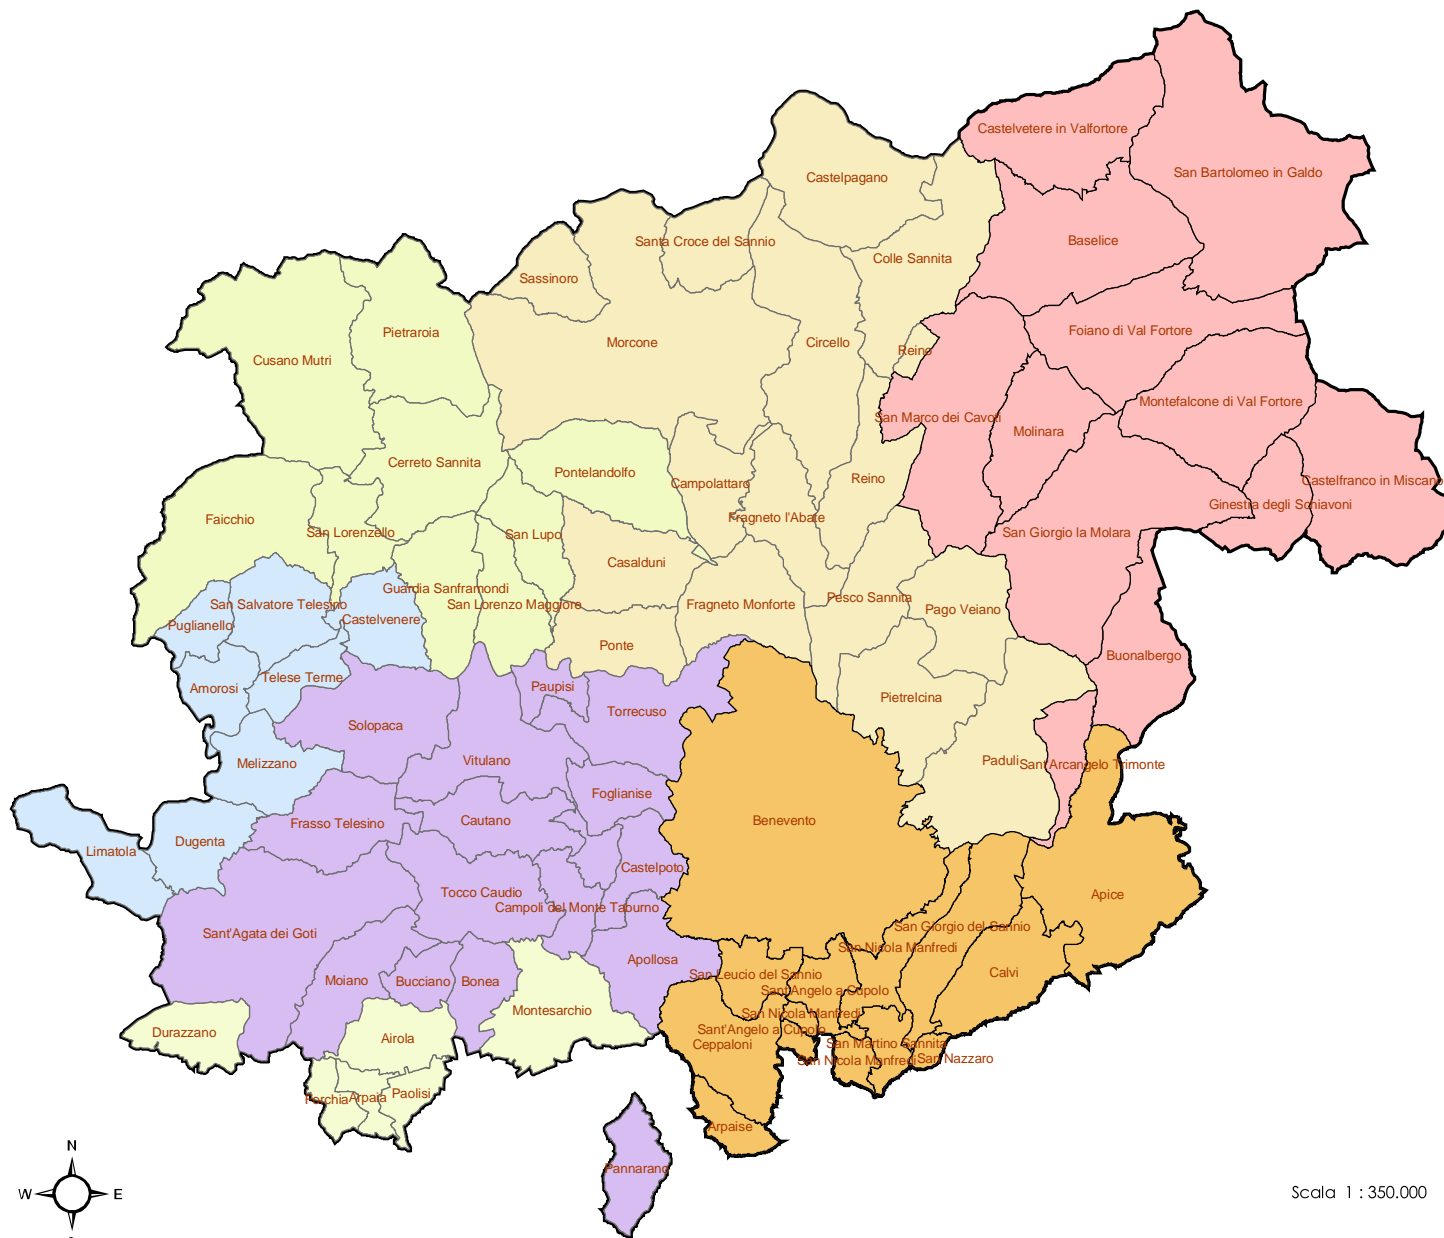 Castelvetere in Valfortore
San Bartolomeo in Galdo
Castelpagano
Santa Croce del Sannio
Baselice
Colle Sannita
Sassinoro
Pietraroia
Foiano di Val Fortore
Morcone
Circello
Reino
Cusano Mutri
Montefalcone di Val Fortore
San Marco dei Cavoti
Molinara
Cerreto Sannita
Pontelandolfo
Campolattaro
Reino
Castelfranco in Miscano
Ginestra degli Schiavoni
Faicchio
Fragneto l'Abate
San Lorenzello
San Lupo
San Giorgio la Molara
Casalduni
Guardia Sanframondi
San Salvatore Telesino
San Lorenzo Maggiore
Fragneto Monforte
Pesco Sannita
Pago Veiano
Castelvenere
Puglianello
Ponte
Buonalbergo
Telese Terme
Amorosi
Paupisi
Pietrelcina
Torrecuso
Solopaca
Vitulano
Melizzano
Paduli
Sant'Arcangelo Trimonte
Foglianise
Frasso Telesino
Cautano
Benevento
Dugenta
Limatola
Castelpoto
Tocco Caudio
Apice
Campoli del Monte Taburno
San Giorgio del Sannio
Sant'Agata dei Goti
San Nicola Manfredi
Apollosa
San Leucio del Sannio
Calvi
Moiano
Bucciano
Bonea
Sant'Angelo a Cupolo
Montesarchio
San Nicola Manfredi
Durazzano
Sant'Angelo a Cupolo
Airola
Ceppaloni
San Martino Sannita
San Nicola Manfredi
San Nazzaro
Forchia
Arpaia
Paolisi
Arpaise
N
Pannarano
W
E
Scala 1 : 350.000